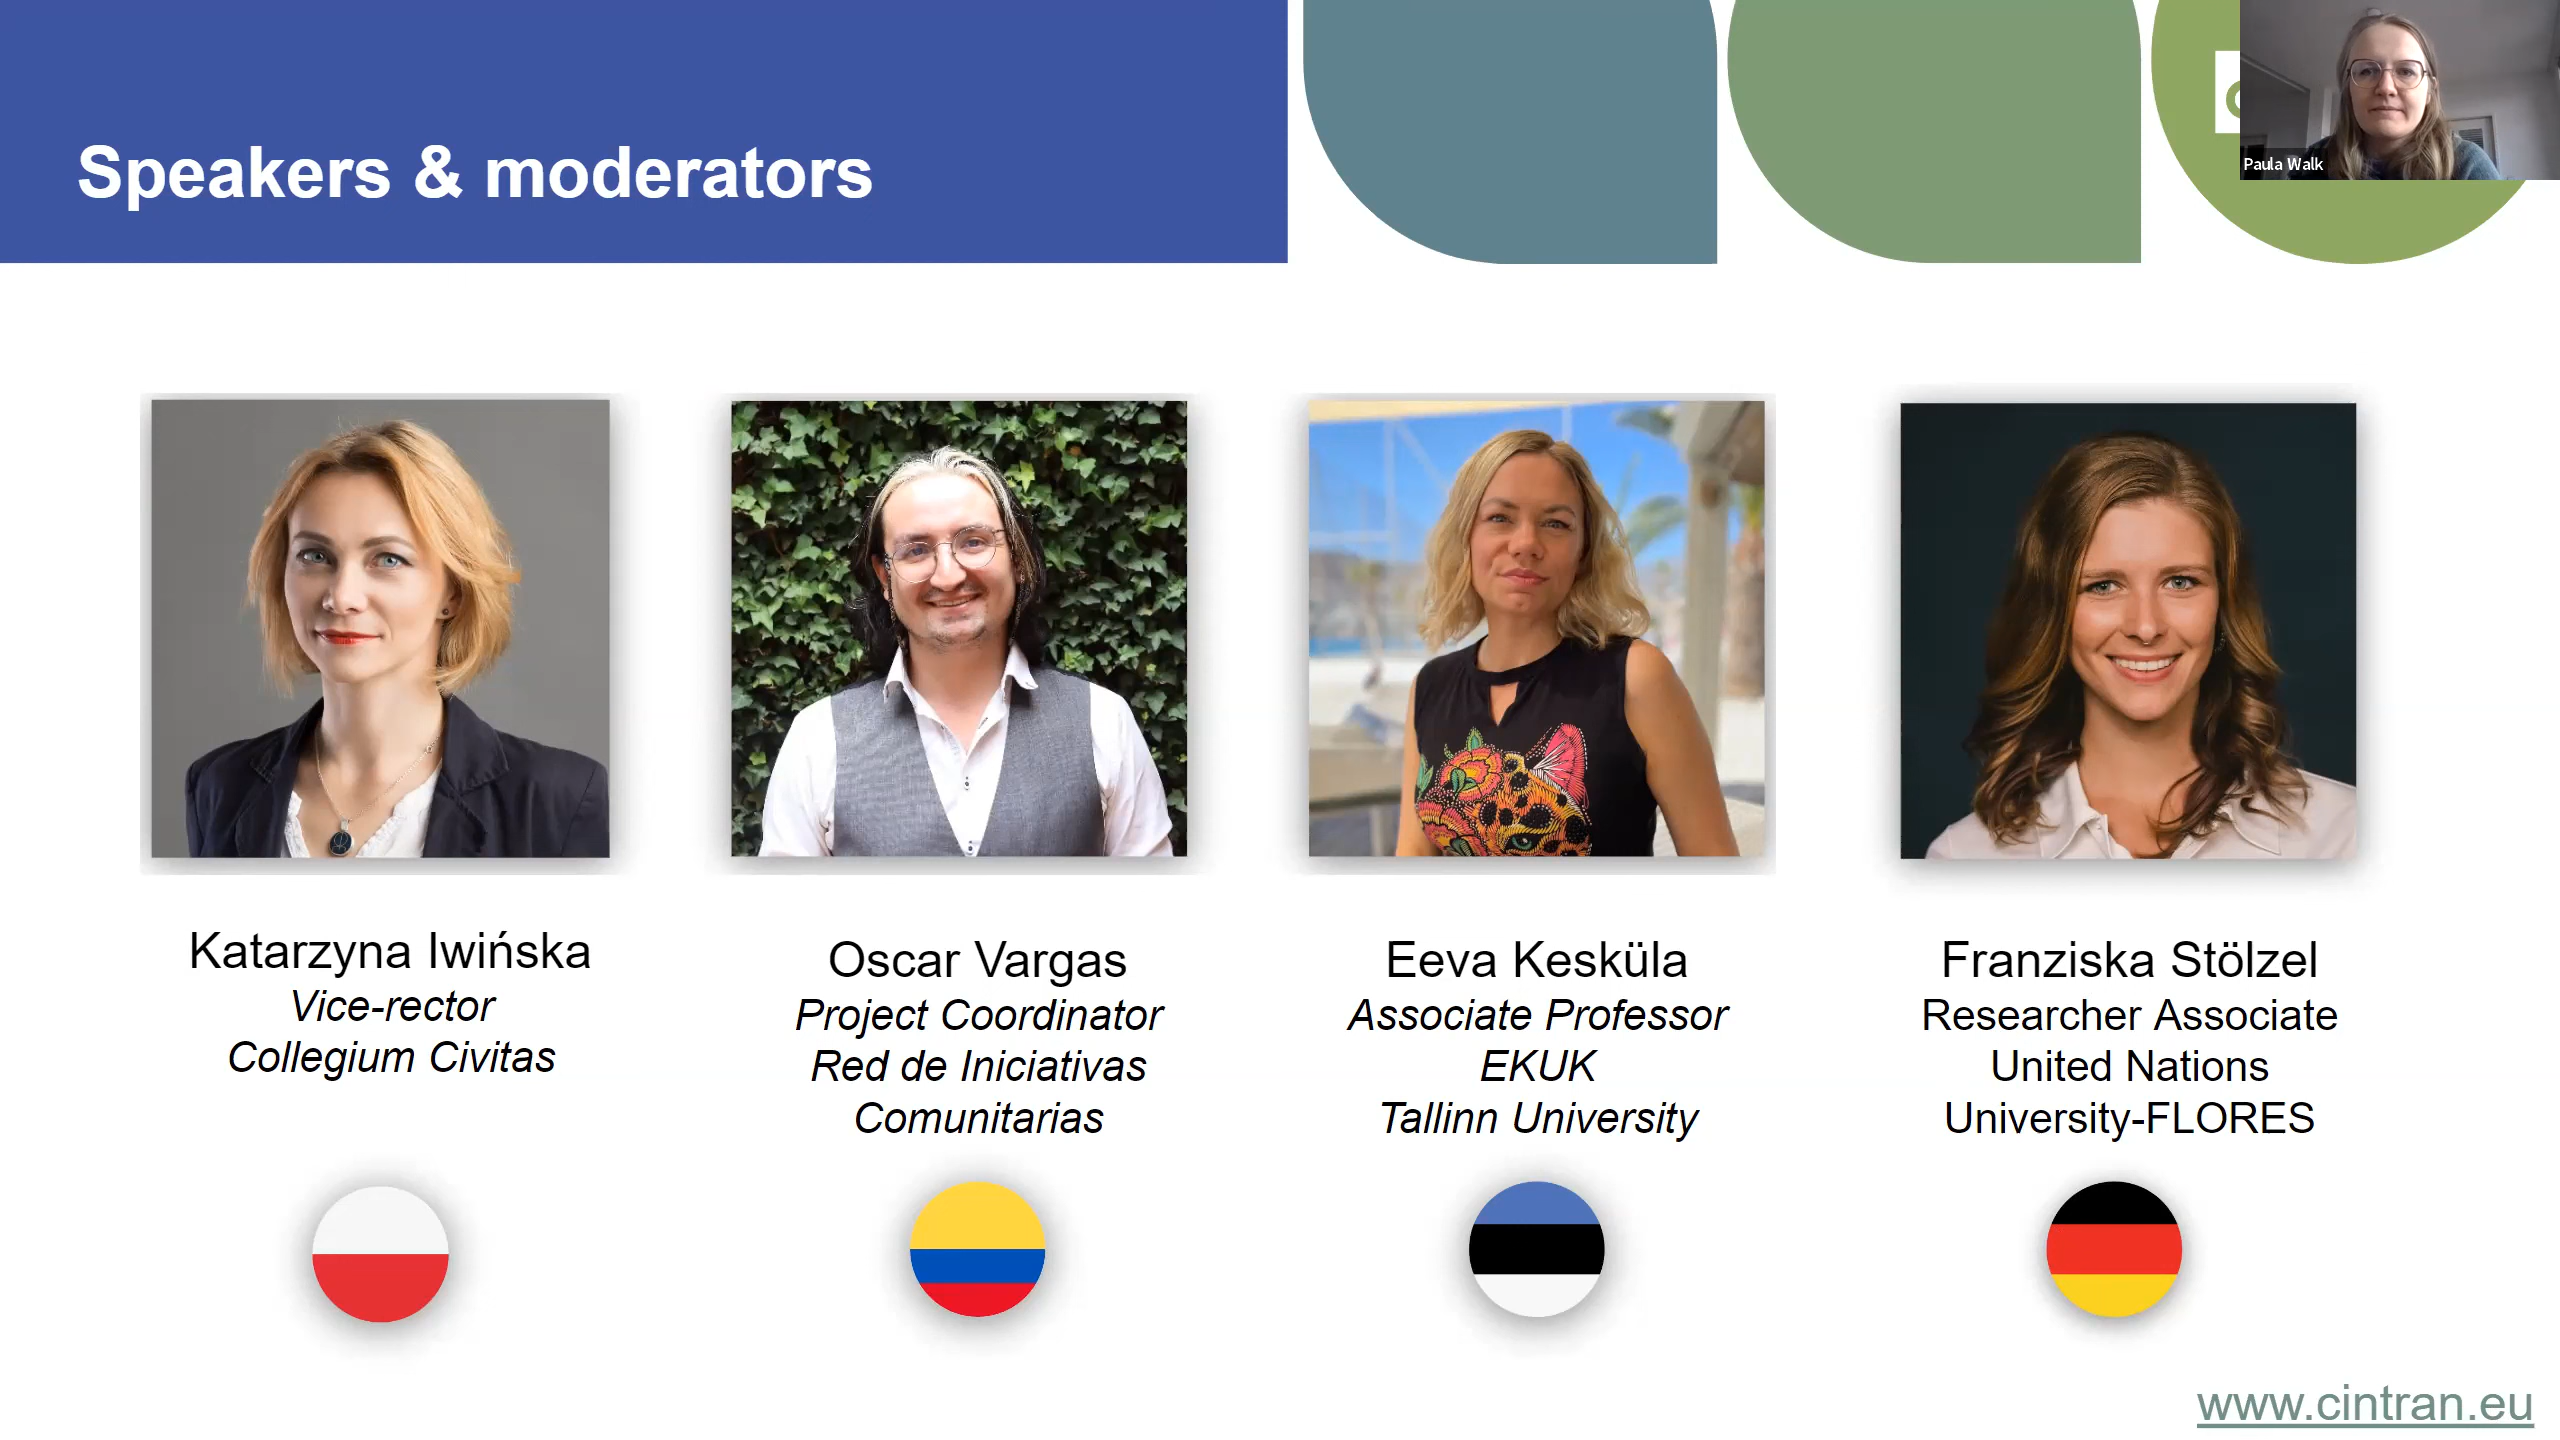 Speakers & moderators
Paula Walk
Katarzyna Iwińska
Vice-rector
Collegium Civitas
Oscar Vargas
Project Coordinator
Red de Iniciativas
Comunitarias
Eeva Kesküla
Associate Professor
EKUK
Tallinn University
Franziska Stölzel
Researcher Associate
United Nations
University-FLORES
www.cintran.eu